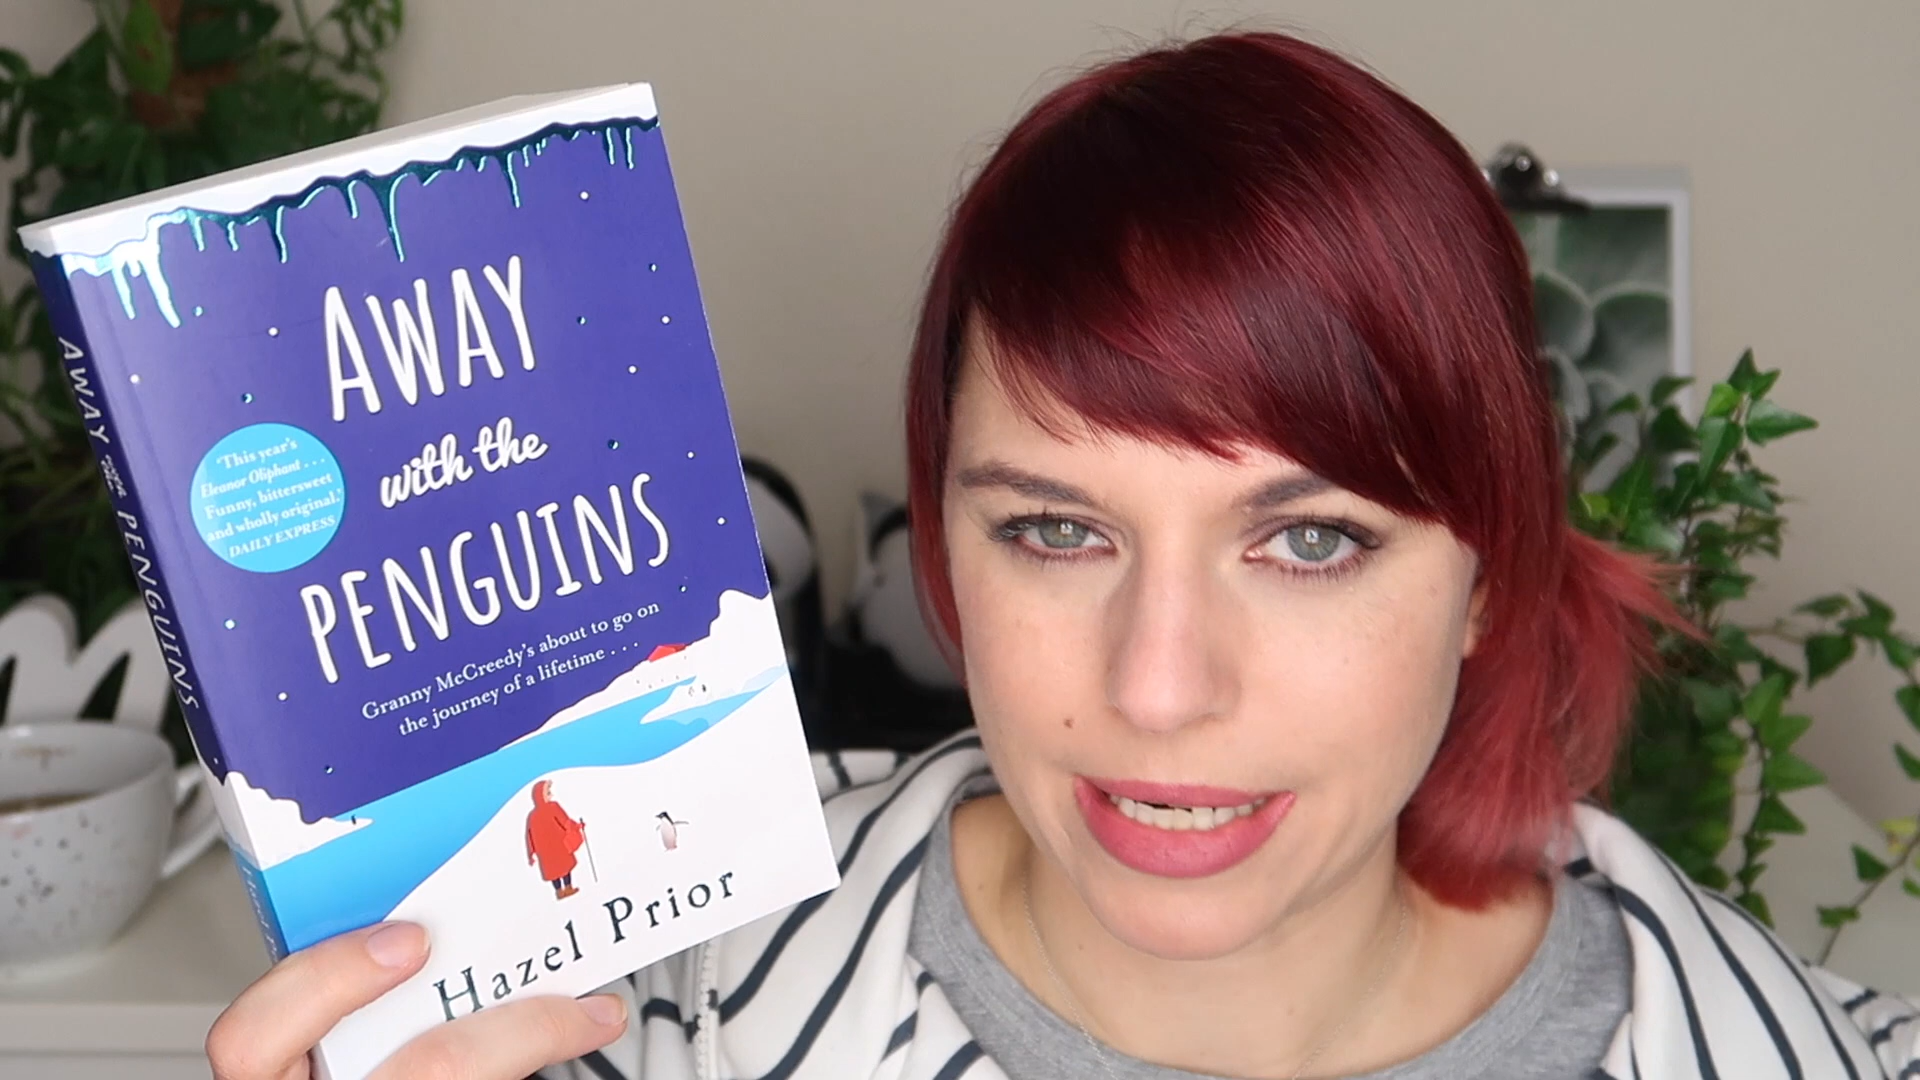 AWAY
with the
PENGUINS
'This year's
Eleanor Oliphant . . .
Funny, bittersweet
and wholly original.'
DAILY EXPRESS
Granny McCreedy's about to go on
the journey of a lifetime . . .
Hazel Prior
AWAY with the PENGUINS